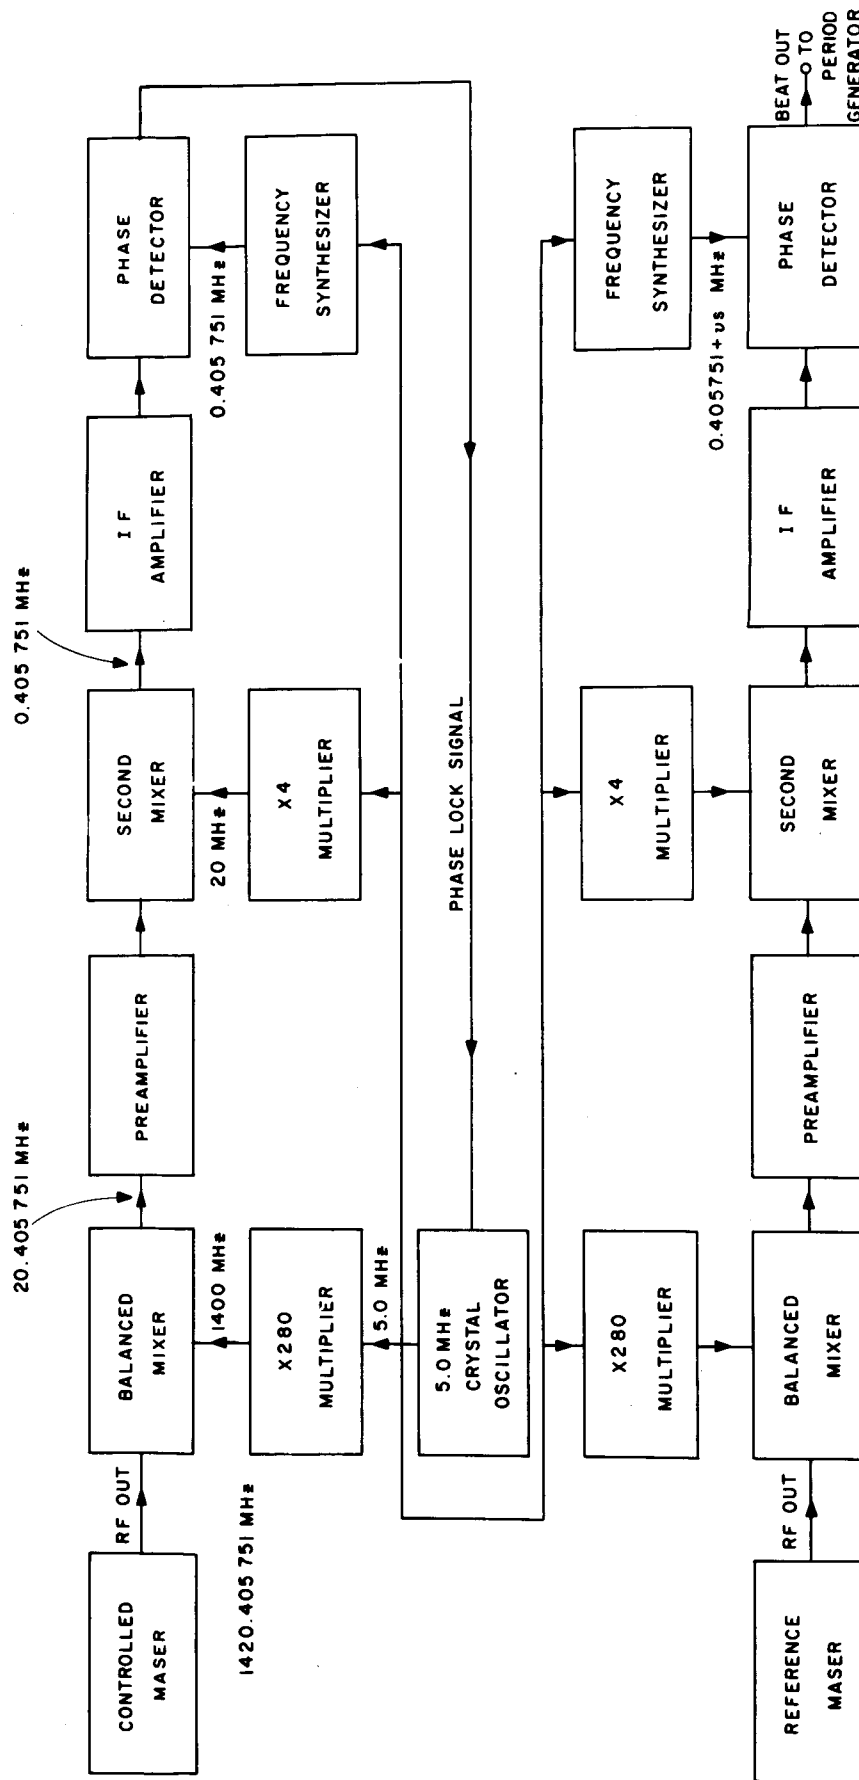 CONTROLLED
MASER
RF OUT
1420.405 751 MHz
BALANCED
MIXER
20.405 751 MHz
1400 MHz
X280
MULTIPLIER
5.0 MHz
5.0 MHz
CRYSTAL
OSCILLATOR
PREAMPLIFIER
SECOND
MIXER
0.405 751 MHz
20 MHz
X4
MULTIPLIER
IF
AMPLIFIER
PHASE
DETECTOR
0.405 751 MHz
FREQUENCY
SYNTHESIZER
PHASE LOCK SIGNAL
REFERENCE
MASER
RF OUT
X280
MULTIPLIER
BALANCED
MIXER
PREAMPLIFIER
X4
MULTIPLIER
SECOND
MIXER
IF
AMPLIFIER
FREQUENCY
SYNTHESIZER
0.405751+υs MHz
PHASE
DETECTOR
BEAT OUT
TO
PERIOD
GENERATOR